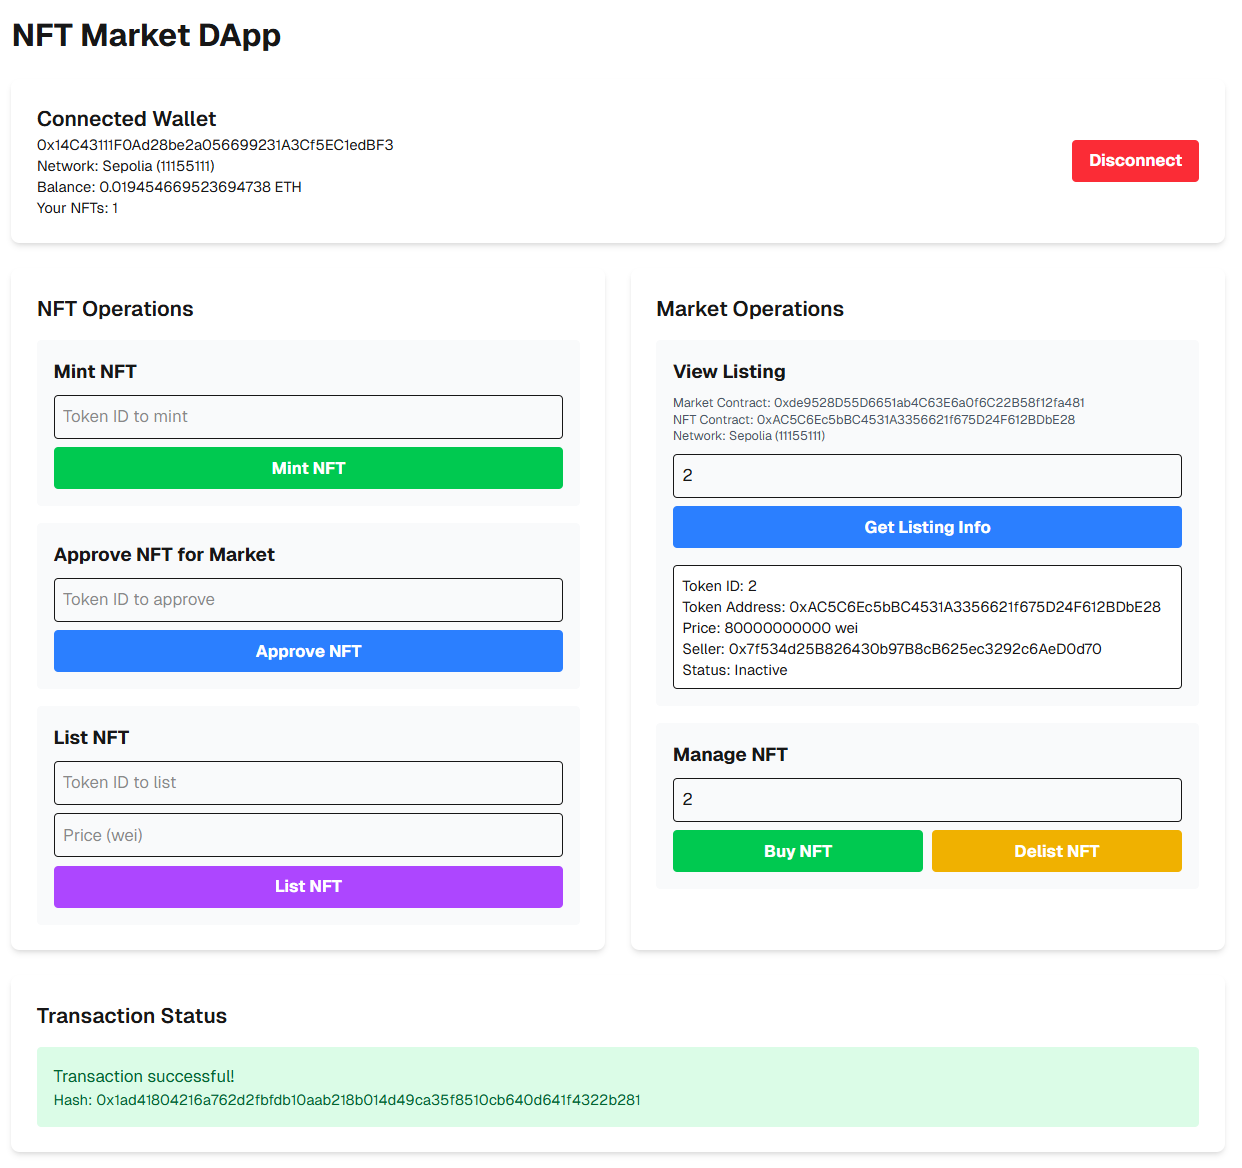 NFT Market DApp
Connected Wallet
0x14C43111F0Ad28be2a056699231A3Cf5EC1edBF3
Network: Sepolia (11155111)
Balance: 0.019454669523694738 ETH
Your NFTs: 1
Disconnect
NFT Operations
Mint NFT
Token ID to mint
Mint NFT
Approve NFT for Market
Token ID to approve
Approve NFT
List NFT
Token ID to list
Price (wei)
List NFT
Market Operations
View Listing
Market Contract: 0xde9528D55D6651ab4C63E6a0f6C22B58f12fa481
NFT Contract: 0xAC5C6Ec5bBC4531A3356621f675D24F612BDbE28
Network: Sepolia (11155111)
2
Get Listing Info
Token ID: 2
Token Address: 0xAC5C6Ec5bBC4531A3356621f675D24F612BDbE28
Price: 80000000000 wei
Seller: 0x7f534d25B826430b97B8cB625ec3292c6AeD0d70
Status: Inactive
Manage NFT
2
Buy NFT
Delist NFT
Transaction Status
Transaction successful!
Hash: 0x1ad41804216a762d2fbfdb10aab218b014d49ca35f8510cb640d641f4322b281